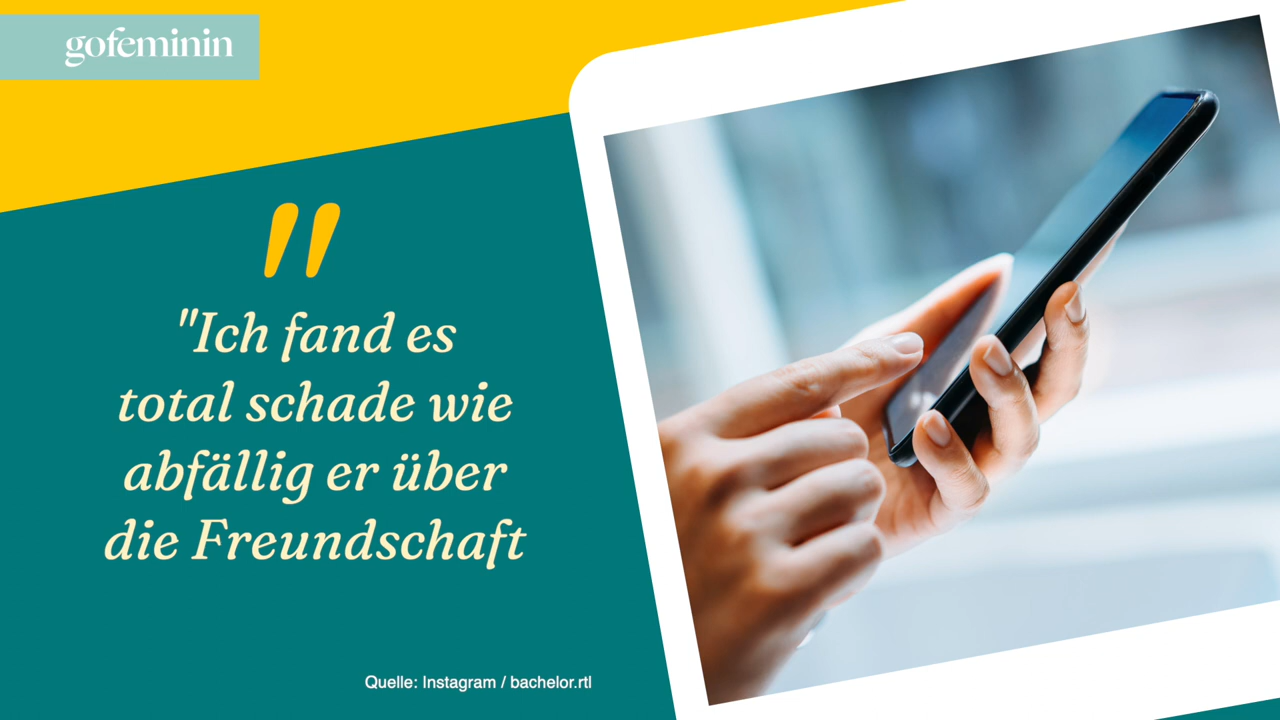 gofeminin
"
"Ich fand es
total schade wie
abfällig er über
die Freundschaft
Quelle: Instagram / bachelor.rtl